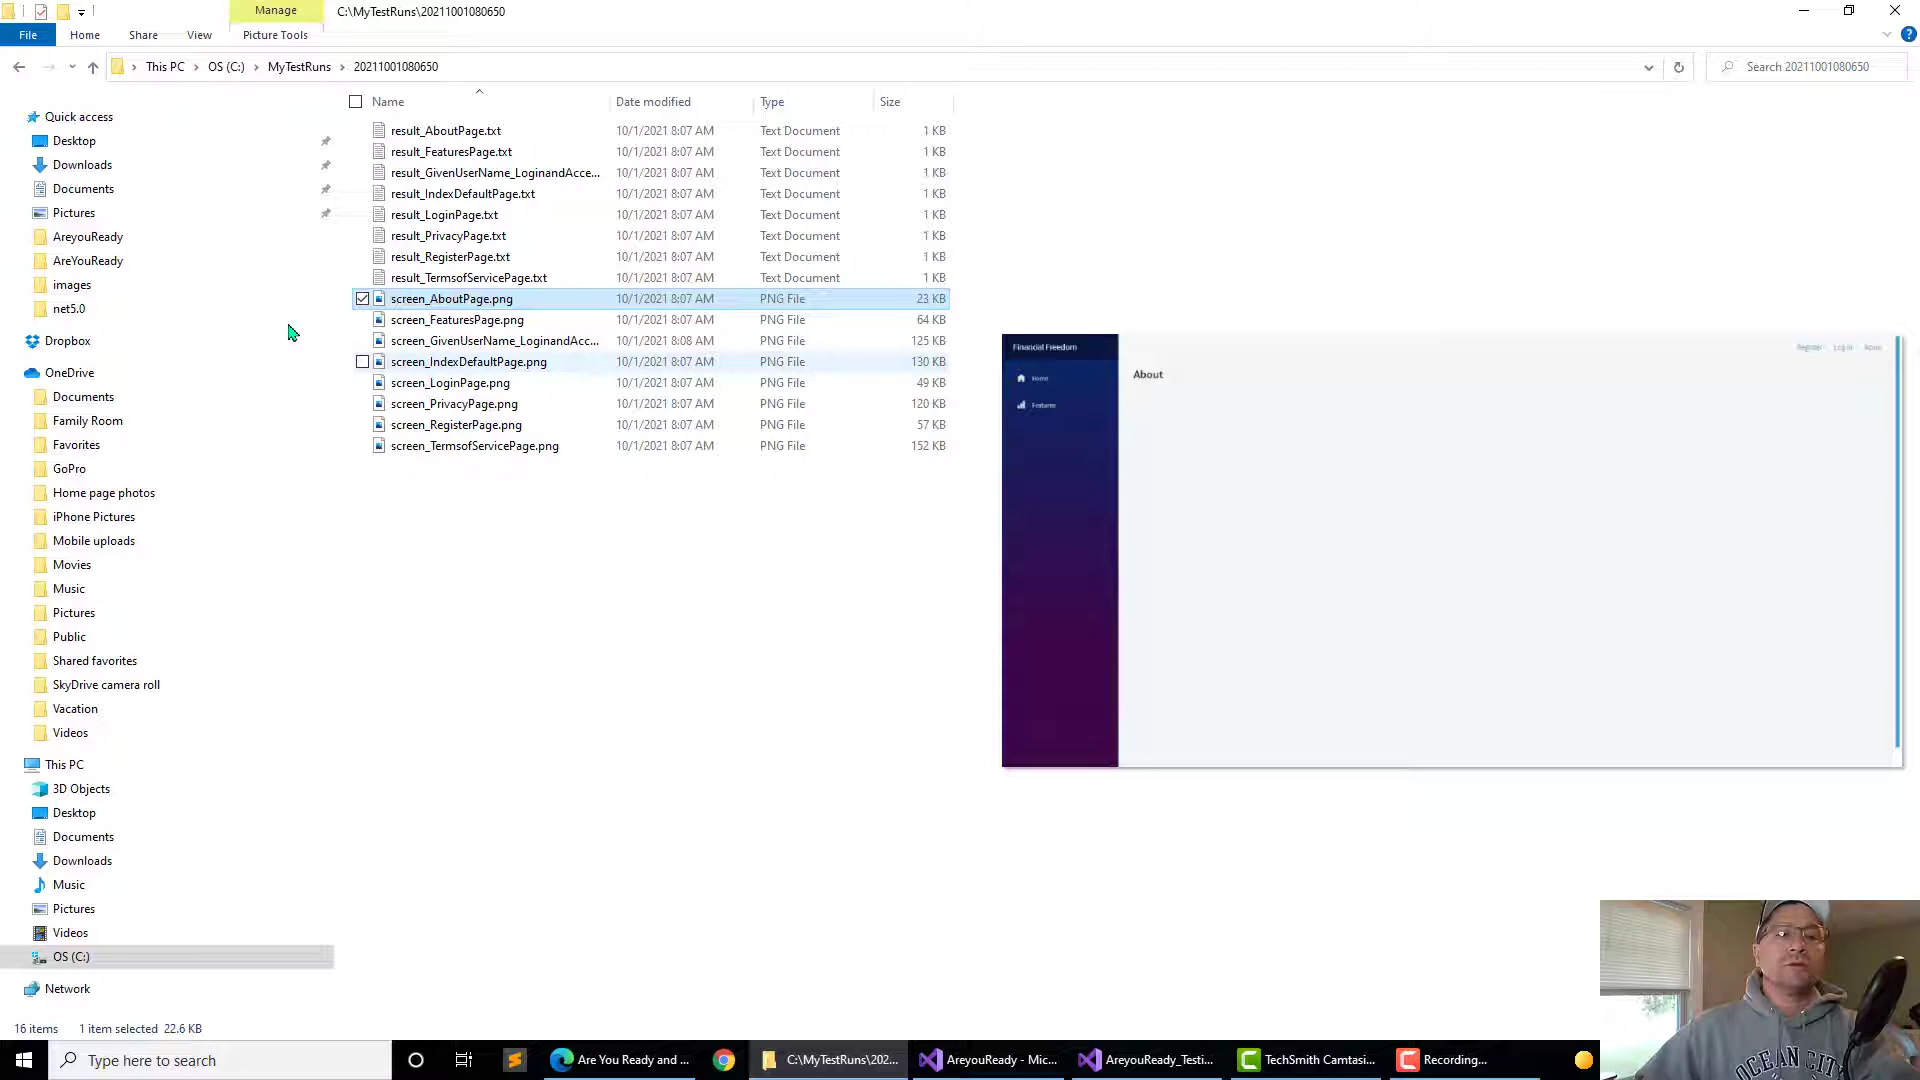 Manage
C:\MyTestRuns\20211001080650
File Home Share View Picture Tools
This PC OS (C:) MyTestRuns 20211001080650
Search 20211001080650
Name Date modified Type Size
result_AboutPage.txt 10/1/2021 8:07 AM Text Document 1 KB
result_FeaturesPage.txt 10/1/2021 8:07 AM Text Document 1 KB
result_GivenUserName_LoginandAcce... 10/1/2021 8:07 AM Text Document 1 KB
result_IndexDefaultPage.txt 10/1/2021 8:07 AM Text Document 1 KB
result_LoginPage.txt 10/1/2021 8:07 AM Text Document 1 KB
result_PrivacyPage.txt 10/1/2021 8:07 AM Text Document 1 KB
result_RegisterPage.txt 10/1/2021 8:07 AM Text Document 1 KB
result_TermsofServicePage.txt 10/1/2021 8:07 AM Text Document 1 KB
screen_AboutPage.png 10/1/2021 8:07 AM PNG File 23 KB
screen_FeaturesPage.png 10/1/2021 8:07 AM PNG File 64 KB
screen_GivenUserName_LoginandAcc... 10/1/2021 8:08 AM PNG File 125 KB
screen_IndexDefaultPage.png 10/1/2021 8:07 AM PNG File 130 KB
screen_LoginPage.png 10/1/2021 8:07 AM PNG File 49 KB
screen_PrivacyPage.png 10/1/2021 8:07 AM PNG File 120 KB
screen_RegisterPage.png 10/1/2021 8:07 AM PNG File 57 KB
screen_TermsofServicePage.png 10/1/2021 8:07 AM PNG File 152 KB
Quick access
Desktop
Downloads
Documents
Pictures
AreyouReady
AreYouReady
images
net5.0
Dropbox
OneDrive
Documents
Family Room
Favorites
GoPro
Home page photos
iPhone Pictures
Mobile uploads
Movies
Music
Pictures
Public
Shared favorites
SkyDrive camera roll
Vacation
Videos
This PC
3D Objects
Desktop
Documents
Downloads
Music
Pictures
Videos
OS (C:)
Network
Financial Freedom
Register Log in About
Home
About
Features
16 items 1 item selected 22.6 KB
OCEAN CITY
Type here to search
Are You Ready and ...
C:\MyTestRuns\202...
AreyouReady - Mic...
AreyouReady_Testi...
TechSmith Camtasi...
Recording...